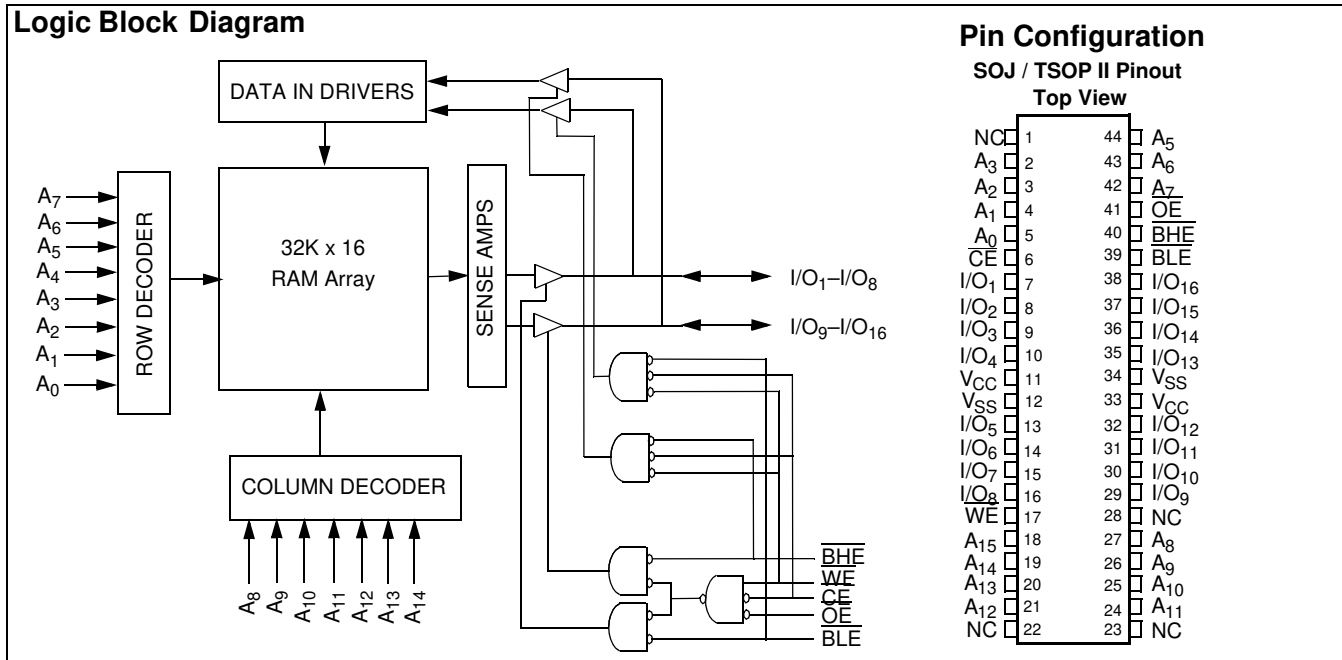 Logic Block Diagram
DATA IN DRIVERS
A7
A6
A5
A4
A3
A2
A1
A0
ROW DECODER
32K x 16
RAM Array
SENSE AMPS
I/O1–I/O8
I/O9–I/O16
COLUMN DECODER
A8
A9
A10
A11
A12
A13
A14
BHE
WE
CE
OE
BLE
Pin Configuration
SOJ / TSOP II Pinout
Top View
NC 1 44 A5
A3 2 43 A6
A2 3 42 A7
A1 4 41 OE
A0 5 40 BHE
CE 6 39 BLE
I/O1 7 38 I/O16
I/O2 8 37 I/O15
I/O3 9 36 I/O14
I/O4 10 35 I/O13
VCC 11 34 VSS
VSS 12 33 VCC
I/O5 13 32 I/O12
I/O6 14 31 I/O11
I/O7 15 30 I/O10
I/O8 16 29 I/O9
WE 17 28 NC
A15 18 27 A8
A14 19 26 A9
A13 20 25 A10
A12 21 24 A11
NC 22 23 NC